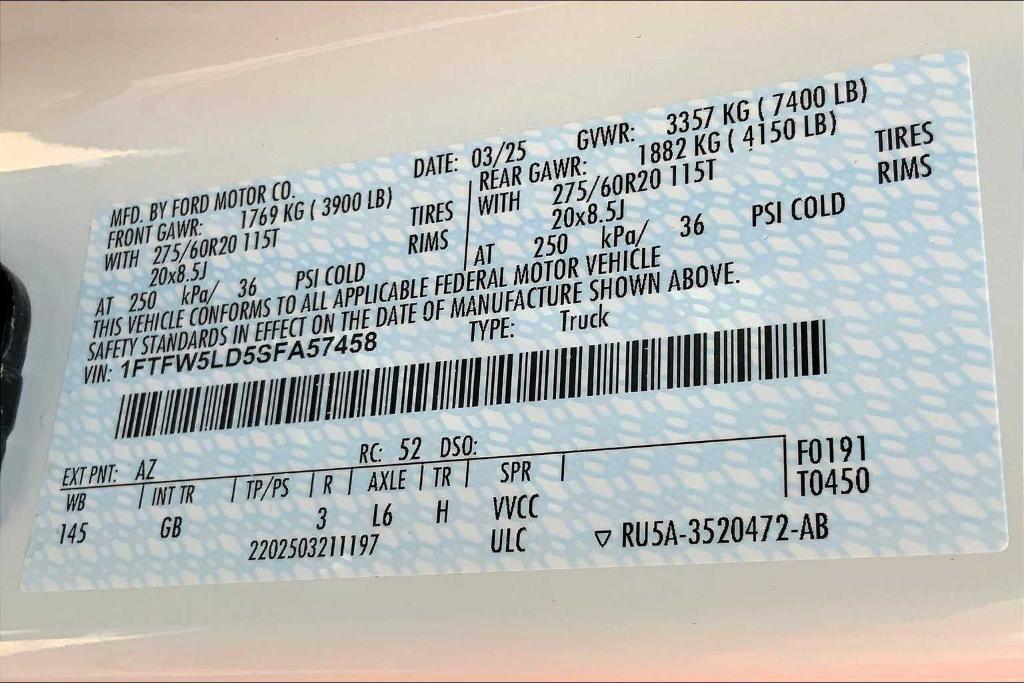 MFD. BY FORD MOTOR CO. DATE: 03/25 GVWR: 3357 KG ( 7400 LB)
FRONT GAWR: 1769 KG ( 3900 LB) REAR GAWR: 1882 KG ( 4150 LB)
WITH 275/60R20 115T TIRES WITH 275/60R20 115T TIRES
20x8.5J RIMS 20x8.5J RIMS
AT 250 kPa/ 36 PSI COLD AT 250 kPa/ 36 PSI COLD
THIS VEHICLE CONFORMS TO ALL APPLICABLE FEDERAL MOTOR VEHICLE
SAFETY STANDARDS IN EFFECT ON THE DATE OF MANUFACTURE SHOWN ABOVE.
VIN: 1FTFW5LD5SFA57458 TYPE: Truck
EXT PNT: AZ RC: 52 DSO: F0191
WB INT TR TP/PS R AXLE TR SPR T0450
145 GB 3 L6 H VVCC
2202503211197 ULC ▽ RU5A-3520472-AB